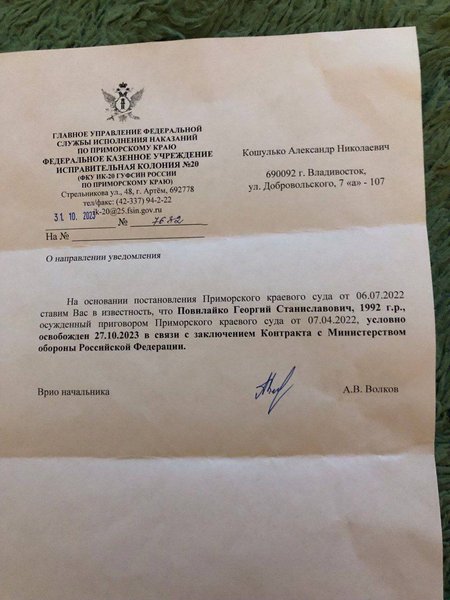 ГЛАВНОЕ УПРАВЛЕНИЕ ФЕДЕРАЛЬНОЙ
СЛУЖБЫ ИСПОЛНЕНИЯ НАКАЗАНИЙ
ПО ПРИМОРСКОМУ КРАЮ
ФЕДЕРАЛЬНОЕ КАЗЕННОЕ УЧРЕЖДЕНИЕ
ИСПРАВИТЕЛЬНАЯ КОЛОНИЯ №20
(ФКУ ИК-20 ГУФСИН РОССИИ
ПО ПРИМОРСКОМУ КРАЮ)
Стрельникова ул., 48, г. Артём, 692778
тел/факс: (42-337) 94-2-22
ik-20@25.fsin.gov.ru
31. 10. 2023 № 7682
На №
Кошулько Александр Николаевич
690092 г. Владивосток,
ул. Добровольского, 7 «а» - 107
О направлении уведомления
На основании постановления Приморского краевого суда от 06.07.2022
ставим Вас в известность, что Повилайко Георгий Станиславович, 1992 г.р.,
осужденный приговором Приморского краевого суда от 07.04.2022, условно
освобожден 27.10.2023 в связи с заключением Контракта с Министерством
обороны Российской Федерации.
Врио начальника А.В. Волков